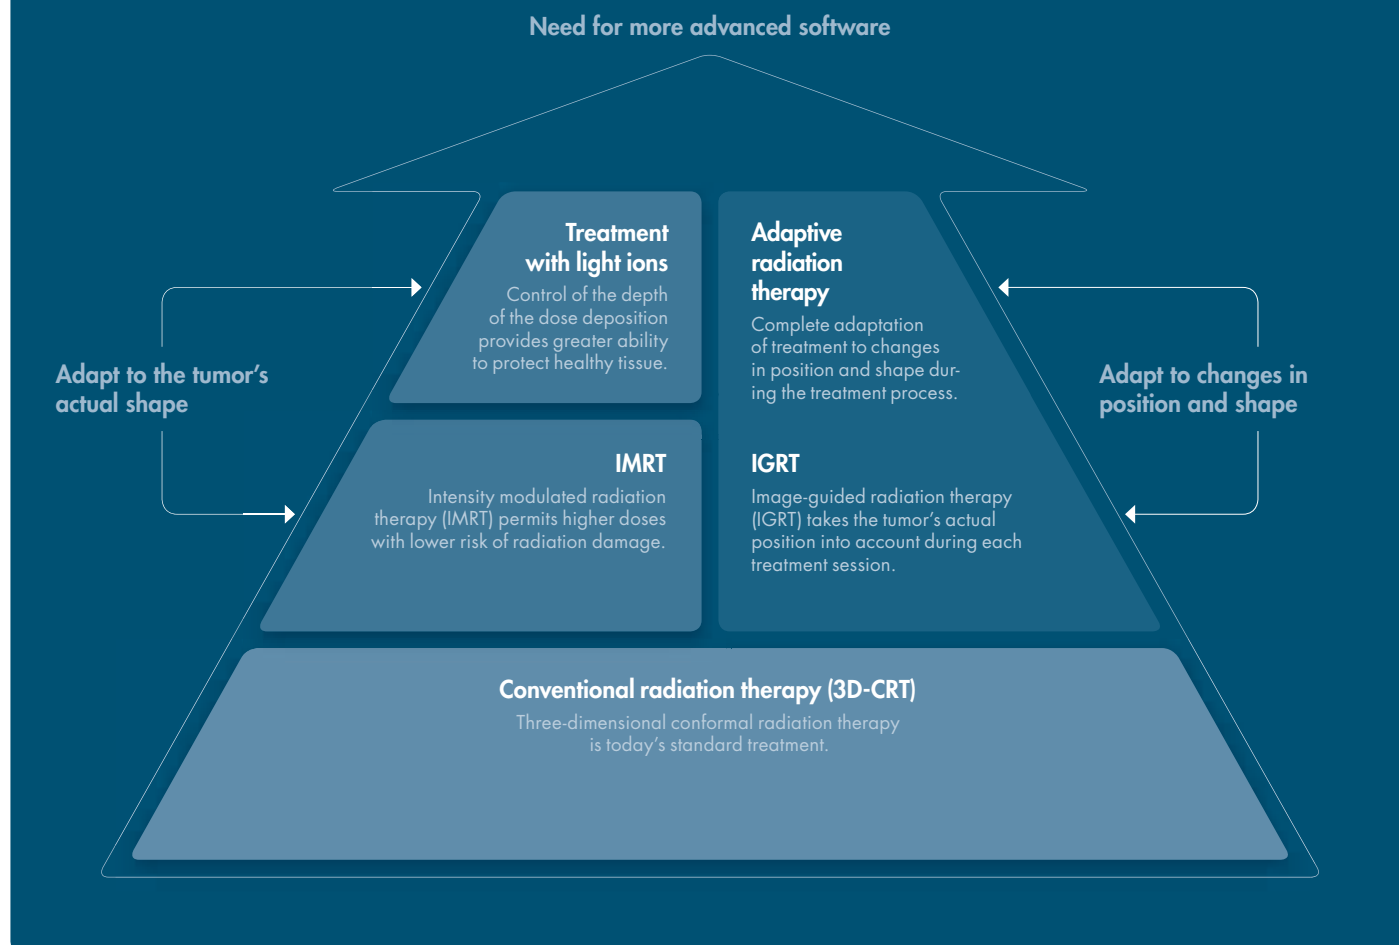 Need for more advanced software
Treatment
with light ions
Control of the depth
of the dose deposition
provides greater ability
to protect healthy tissue.
Adaptive
radiation
therapy
Complete adaptation
of treatment to changes
in position and shape dur-
ing the treatment process.
Adapt to the tumor’s
actual shape
Adapt to changes in
position and shape
IMRT
Intensity modulated radiation
therapy (IMRT) permits higher doses
with lower risk of radiation damage.
IGRT
Image-guided radiation therapy
(IGRT) takes the tumor’s actual
position into account during each
treatment session.
Conventional radiation therapy (3D-CRT)
Three-dimensional conformal radiation therapy
is today’s standard treatment.